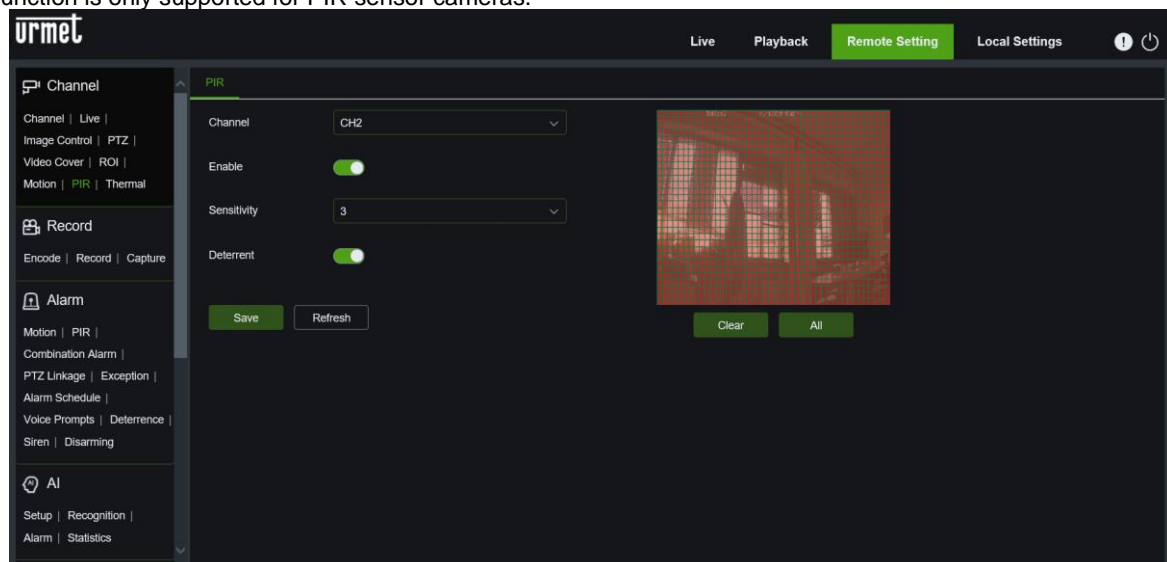 unction is only supported for PIR sensor cameras.
urmet
Live Playback Remote Setting Local Settings
Channel
Channel | Live |
Image Control | PTZ |
Video Cover | ROI |
Motion | PIR | Thermal
Record
Encode | Record | Capture
Alarm
Motion | PIR |
Combination Alarm |
PTZ Linkage | Exception |
Alarm Schedule |
Voice Prompts | Deterrence |
Siren | Disarming
AI
Setup | Recognition |
Alarm | Statistics
PIR
Channel CH2
Enable
Sensitivity 3
Deterrent
Save Refresh
Clear All